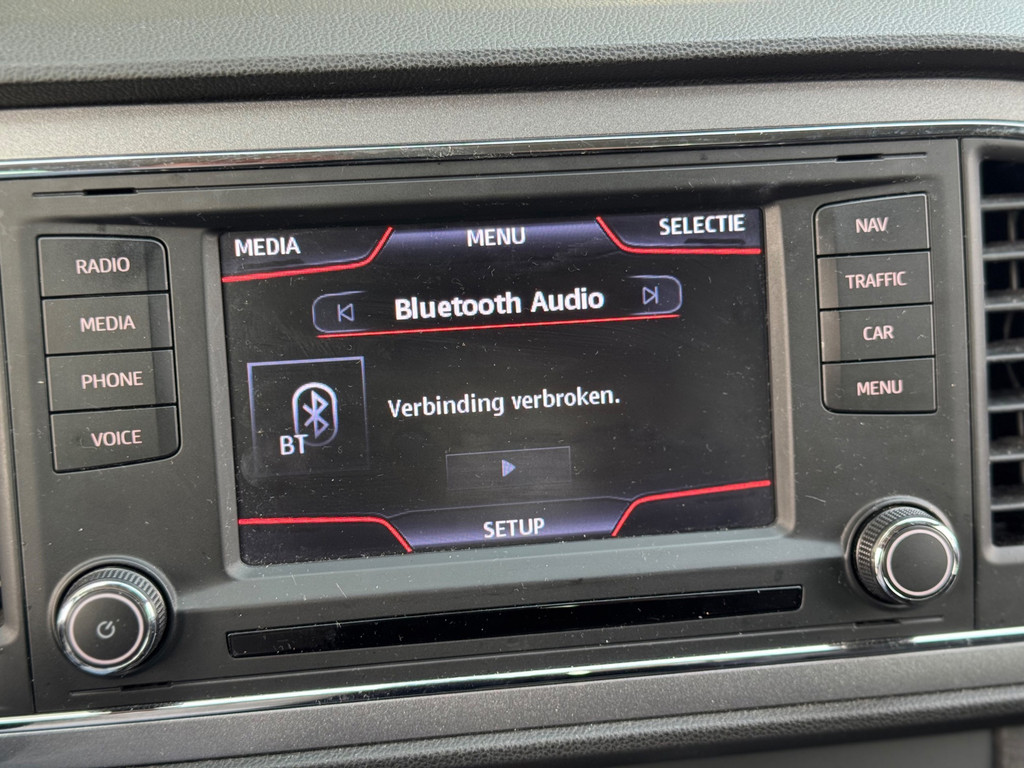 MEDIA
MENU
SELECTIE
Bluetooth Audio
BT
Verbinding verbroken.
SETUP
RADIO
MEDIA
PHONE
VOICE
NAV
TRAFFIC
CAR
MENU